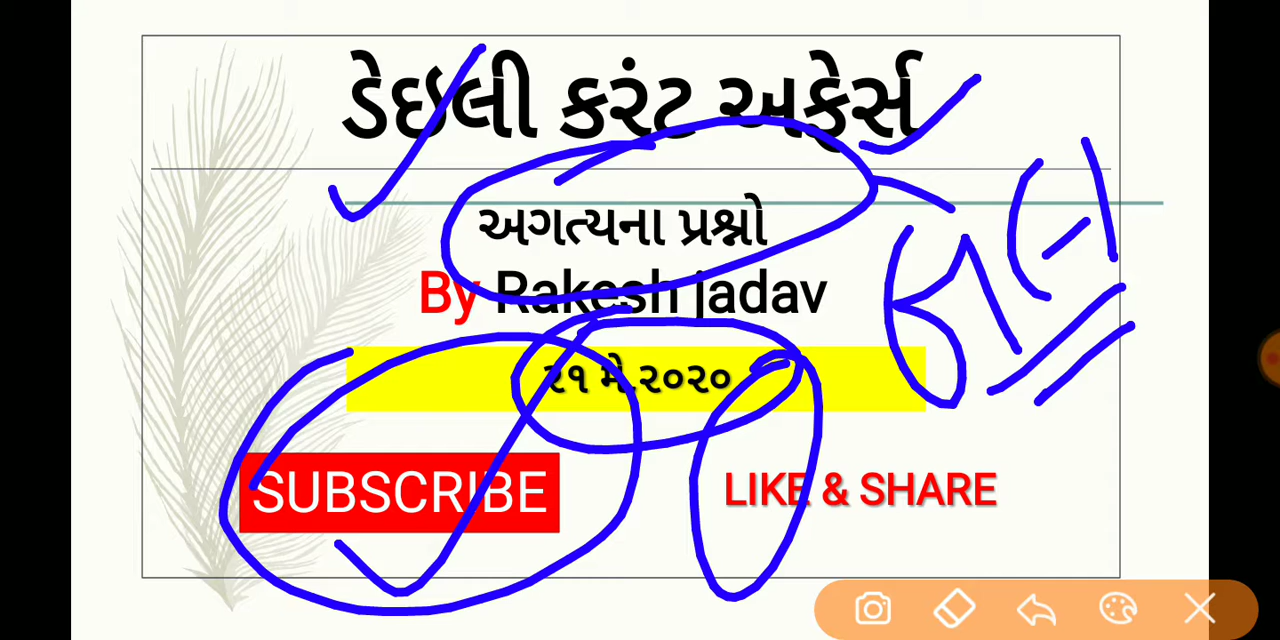 ડેઇલી કરંટ અફેર્સ
અગત્યના પ્રશ્નો
By Rakesh jadav
૨૧ મે.૨૦૨૦
SUBSCRIBE
LIKE & SHARE